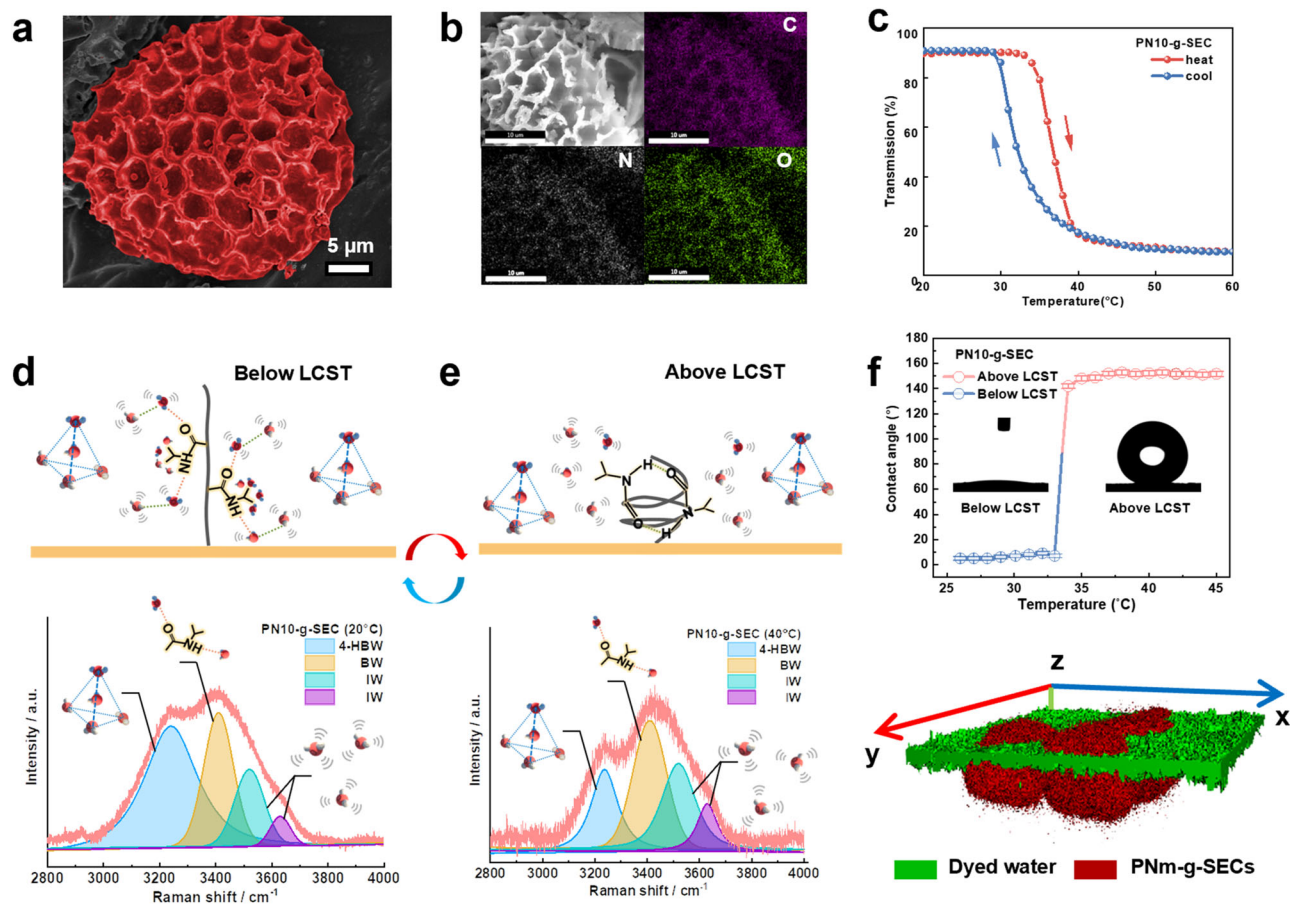 a
5 μm
b
C
N
O
10 um
10 um
10 um
10 um
c
PN10-g-SEC
heat
cool
Transmission (%)
100
80
60
40
20
0
20
30
40
50
60
Temperature(°C)
d
Below LCST
O
NH
O
NH
e
Above LCST
N
H
O
O
H
N
PN10-g-SEC (20°C)
4-HBW
BW
IW
IW
O
NH
Intensity / a.u.
2800
3000
3200
3400
3600
3800
4000
Raman shift / cm⁻¹
PN10-g-SEC (40°C)
4-HBW
BW
IW
IW
O
NH
Intensity / a.u.
2800
3000
3200
3400
3600
3800
4000
Raman shift / cm⁻¹
f
PN10-g-SEC
Above LCST
Below LCST
Below LCST
Above LCST
Contact angle (°)
180
160
140
120
100
80
60
40
20
0
25
30
35
40
45
Temperature (°C)
z
x
y
Dyed water
PNm-g-SECs